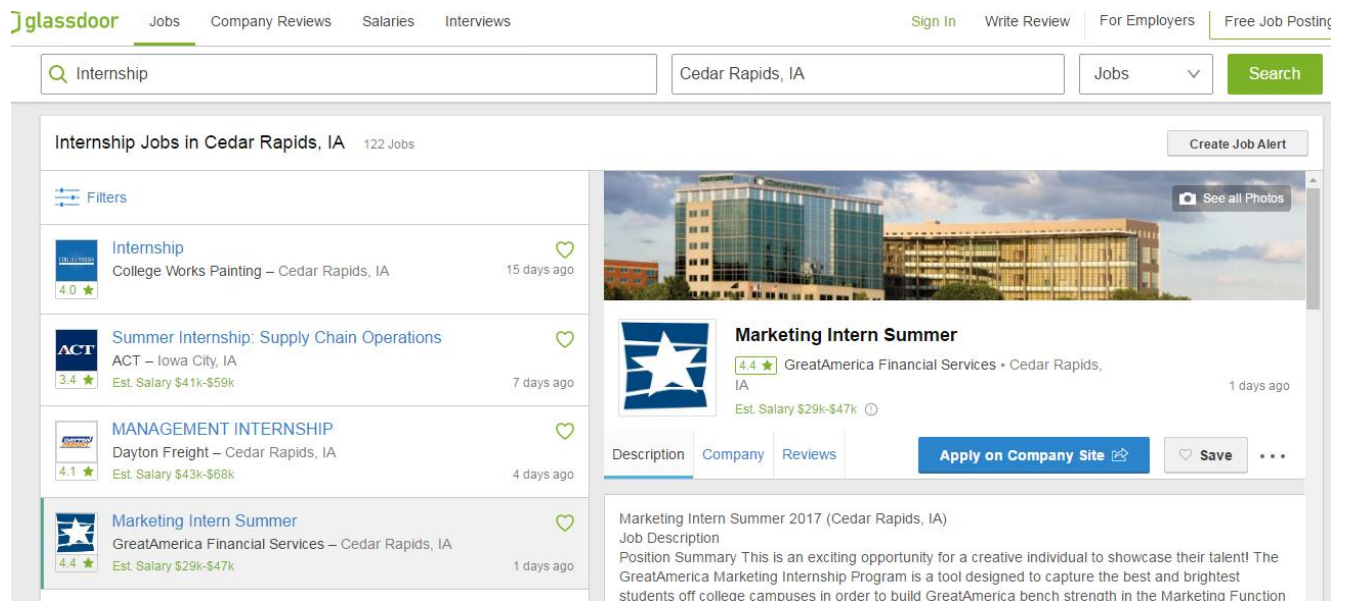 glassdoor Jobs Company Reviews Salaries Interviews Sign In Write Review For Employers Free Job Posting
Internship Cedar Rapids, IA Jobs Search
Internship Jobs in Cedar Rapids, IA 122 Jobs Create Job Alert
Filters
Internship
College Works Painting – Cedar Rapids, IA 15 days ago
4.0 ★
Summer Internship: Supply Chain Operations
ACT
ACT – Iowa City, IA
3.4 ★ Est. Salary $41k-$59k 7 days ago
MANAGEMENT INTERNSHIP
Dayton Freight – Cedar Rapids, IA
4.1 ★ Est. Salary $43k-$68k 4 days ago
Marketing Intern Summer
GreatAmerica Financial Services – Cedar Rapids, IA
4.4 ★ Est. Salary $29k-$47k 1 days ago
See all Photos
Marketing Intern Summer
4.4 ★ GreatAmerica Financial Services • Cedar Rapids,
IA 1 days ago
Est. Salary $29k-$47k
Description Company Reviews Apply on Company Site Save
Marketing Intern Summer 2017 (Cedar Rapids, IA)
Job Description
Position Summary This is an exciting opportunity for a creative individual to showcase their talent! The
GreatAmerica Marketing Internship Program is a tool designed to capture the best and brightest
students off college campuses in order to build GreatAmerica bench strength in the Marketing Function